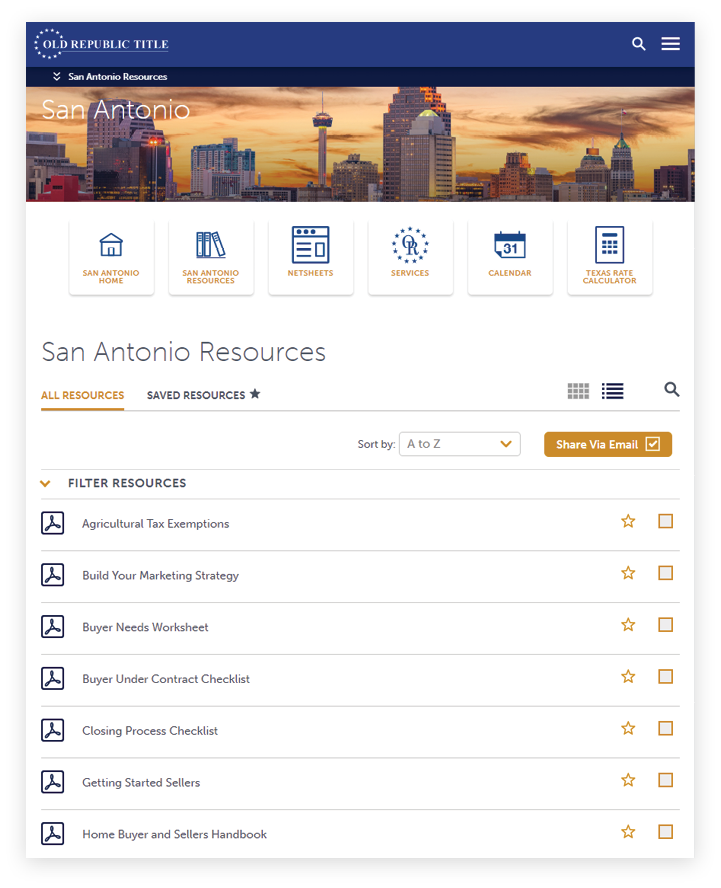 OLD REPUBLIC TITLE
San Antonio Resources
San Antonio
31
OR
SAN ANTONIO
HOME
SAN ANTONIO
RESOURCES
NETSHEETS
SERVICES
CALENDAR
TEXAS RATE
CALCULATOR
San Antonio Resources
ALL RESOURCES
SAVED RESOURCES
Sort by:
A to Z
Share Via Email
FILTER RESOURCES
Agricultural Tax Exemptions
Build Your Marketing Strategy
Buyer Needs Worksheet
Buyer Under Contract Checklist
Closing Process Checklist
Getting Started Sellers
Home Buyer and Sellers Handbook